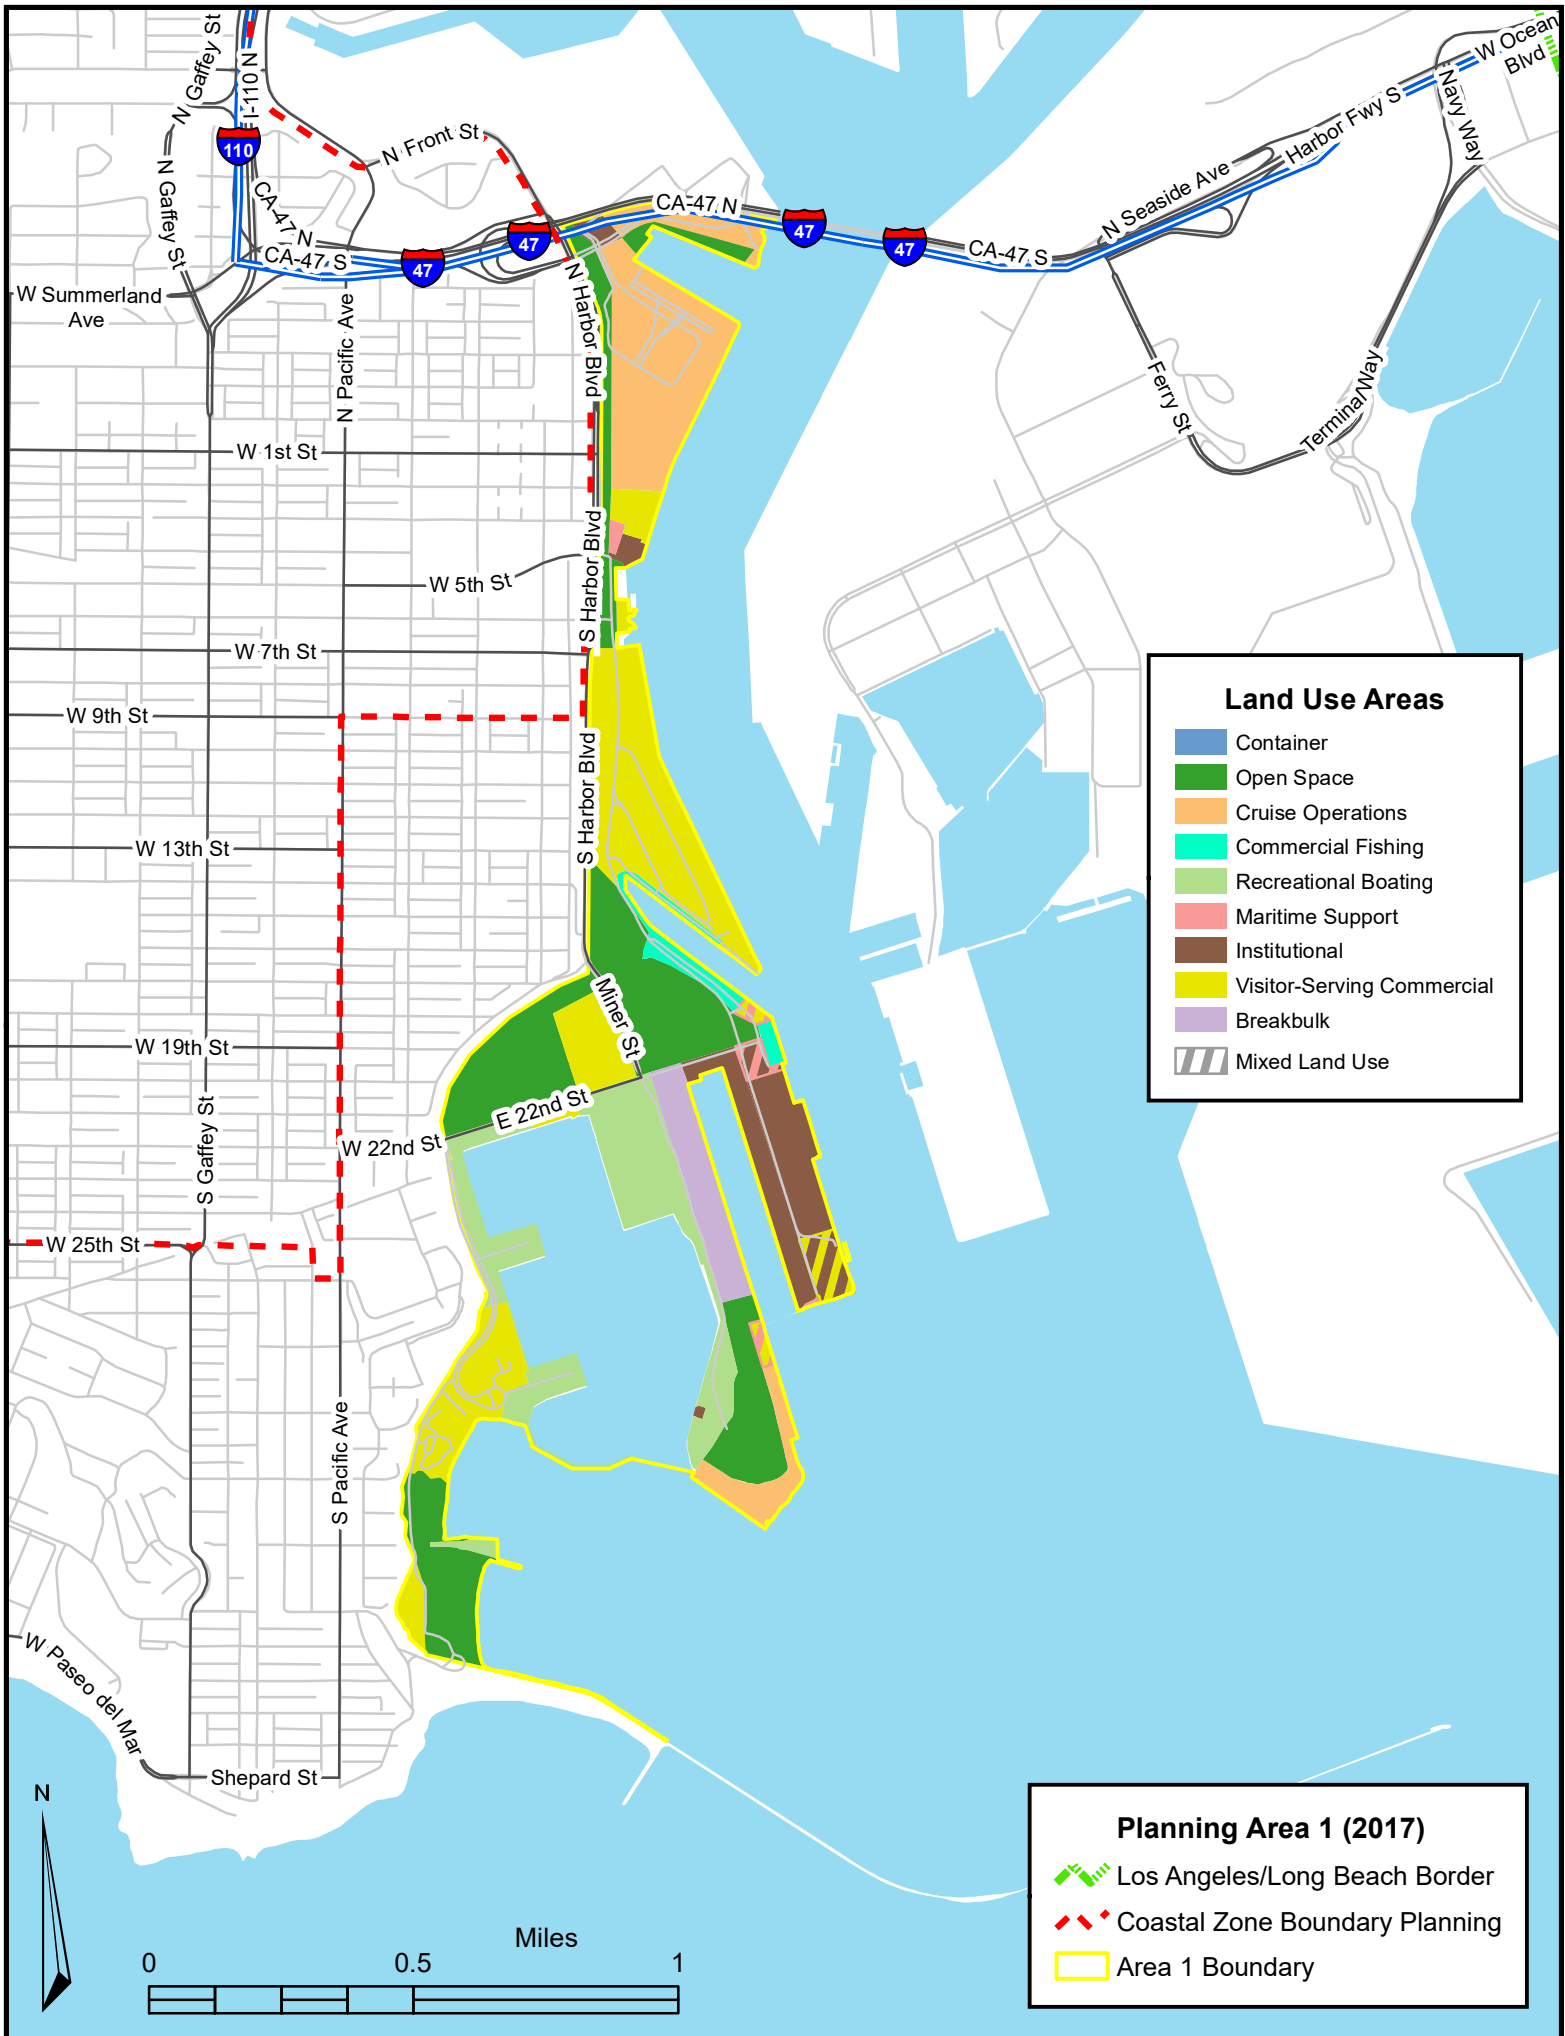 N Gaffey St
I-110 N
110
N Front St
N Gaffey St
CA-47 N
CA-47 S
47
47
CA-47 N
47
47
CA-47 S
N Seaside Ave
Harbor Fwy S
Navy Way
W Ocean
Blvd
W Summerland
Ave
N Pacific Ave
N Harbor Blvd
Ferry St
Terminal Way
W 1st St
W 5th St
S Harbor Blvd
W 7th St
W 9th St
S Harbor Blvd
W 13th St
Miner St
W 19th St
E 22nd St
W 22nd St
S Gaffey St
W 25th St
S Pacific Ave
W Paseo del Mar
Shepard St
Land Use Areas
Container
Open Space
Cruise Operations
Commercial Fishing
Recreational Boating
Maritime Support
Institutional
Visitor-Serving Commercial
Breakbulk
Mixed Land Use
N
Miles
0 0.5 1
Planning Area 1 (2017)
Los Angeles/Long Beach Border
Coastal Zone Boundary Planning
Area 1 Boundary